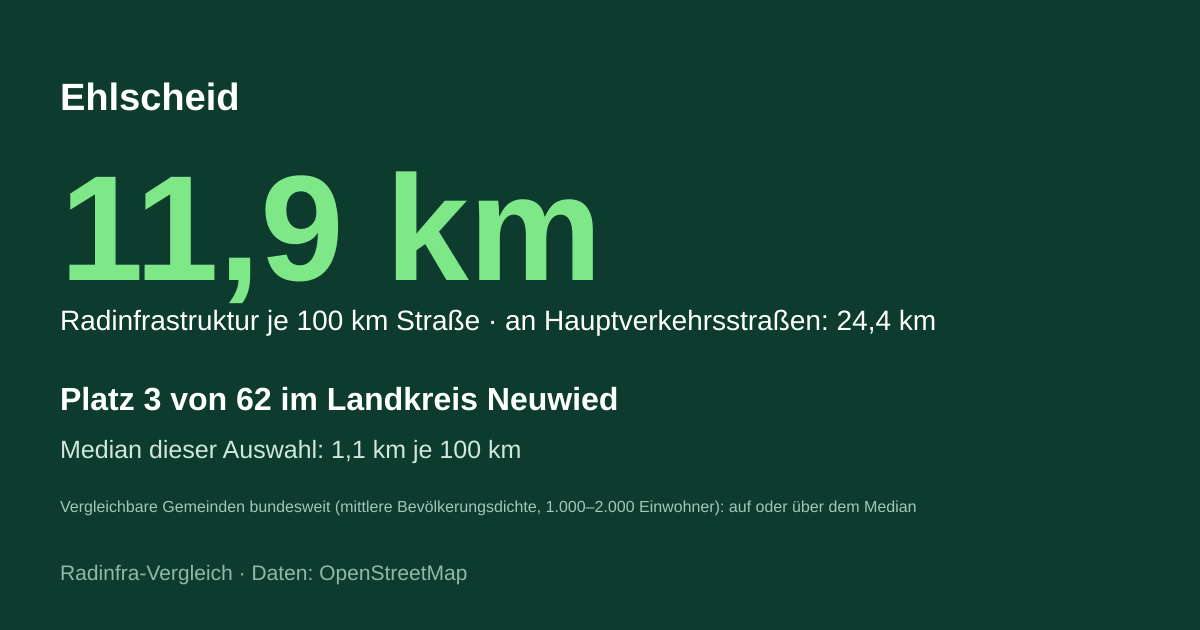 Ehlscheid
11,9 km
Radinfrastruktur je 100 km Straße · an Hauptverkehrsstraßen: 24,4 km
Platz 3 von 62 im Landkreis Neuwied
Median dieser Auswahl: 1,1 km je 100 km
Vergleichbare Gemeinden bundesweit (mittlere Bevölkerungsdichte, 1.000–2.000 Einwohner): auf oder über dem Median
Radinfra-Vergleich · Daten: OpenStreetMap